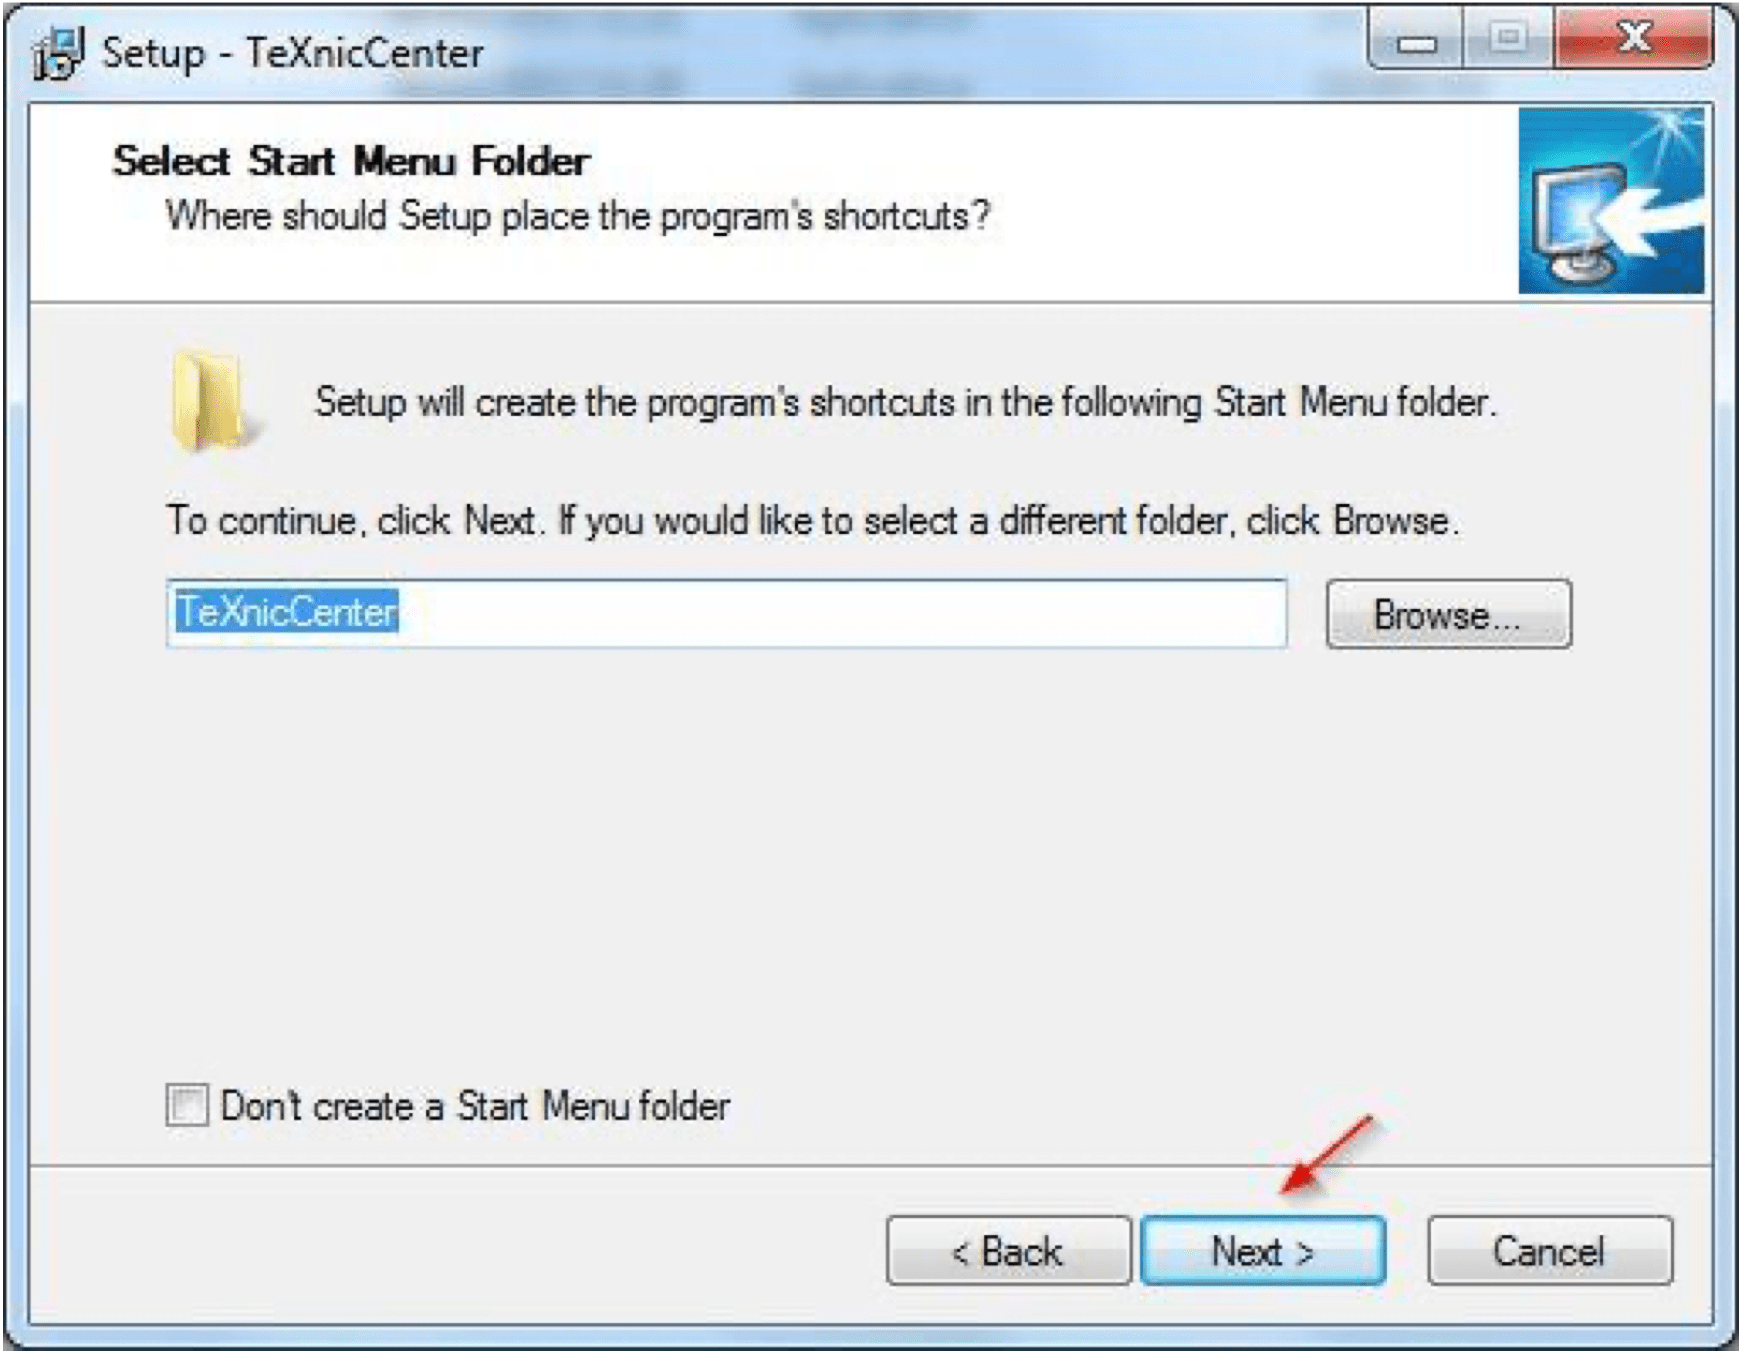 Setup - TeXnicCenter
Select Start Menu Folder
Where should Setup place the program's shortcuts?
Setup will create the program's shortcuts in the following Start Menu folder.
To continue, click Next. If you would like to select a different folder, click Browse.
TeXnicCenter
Browse...
Don't create a Start Menu folder
< Back
Next >
Cancel